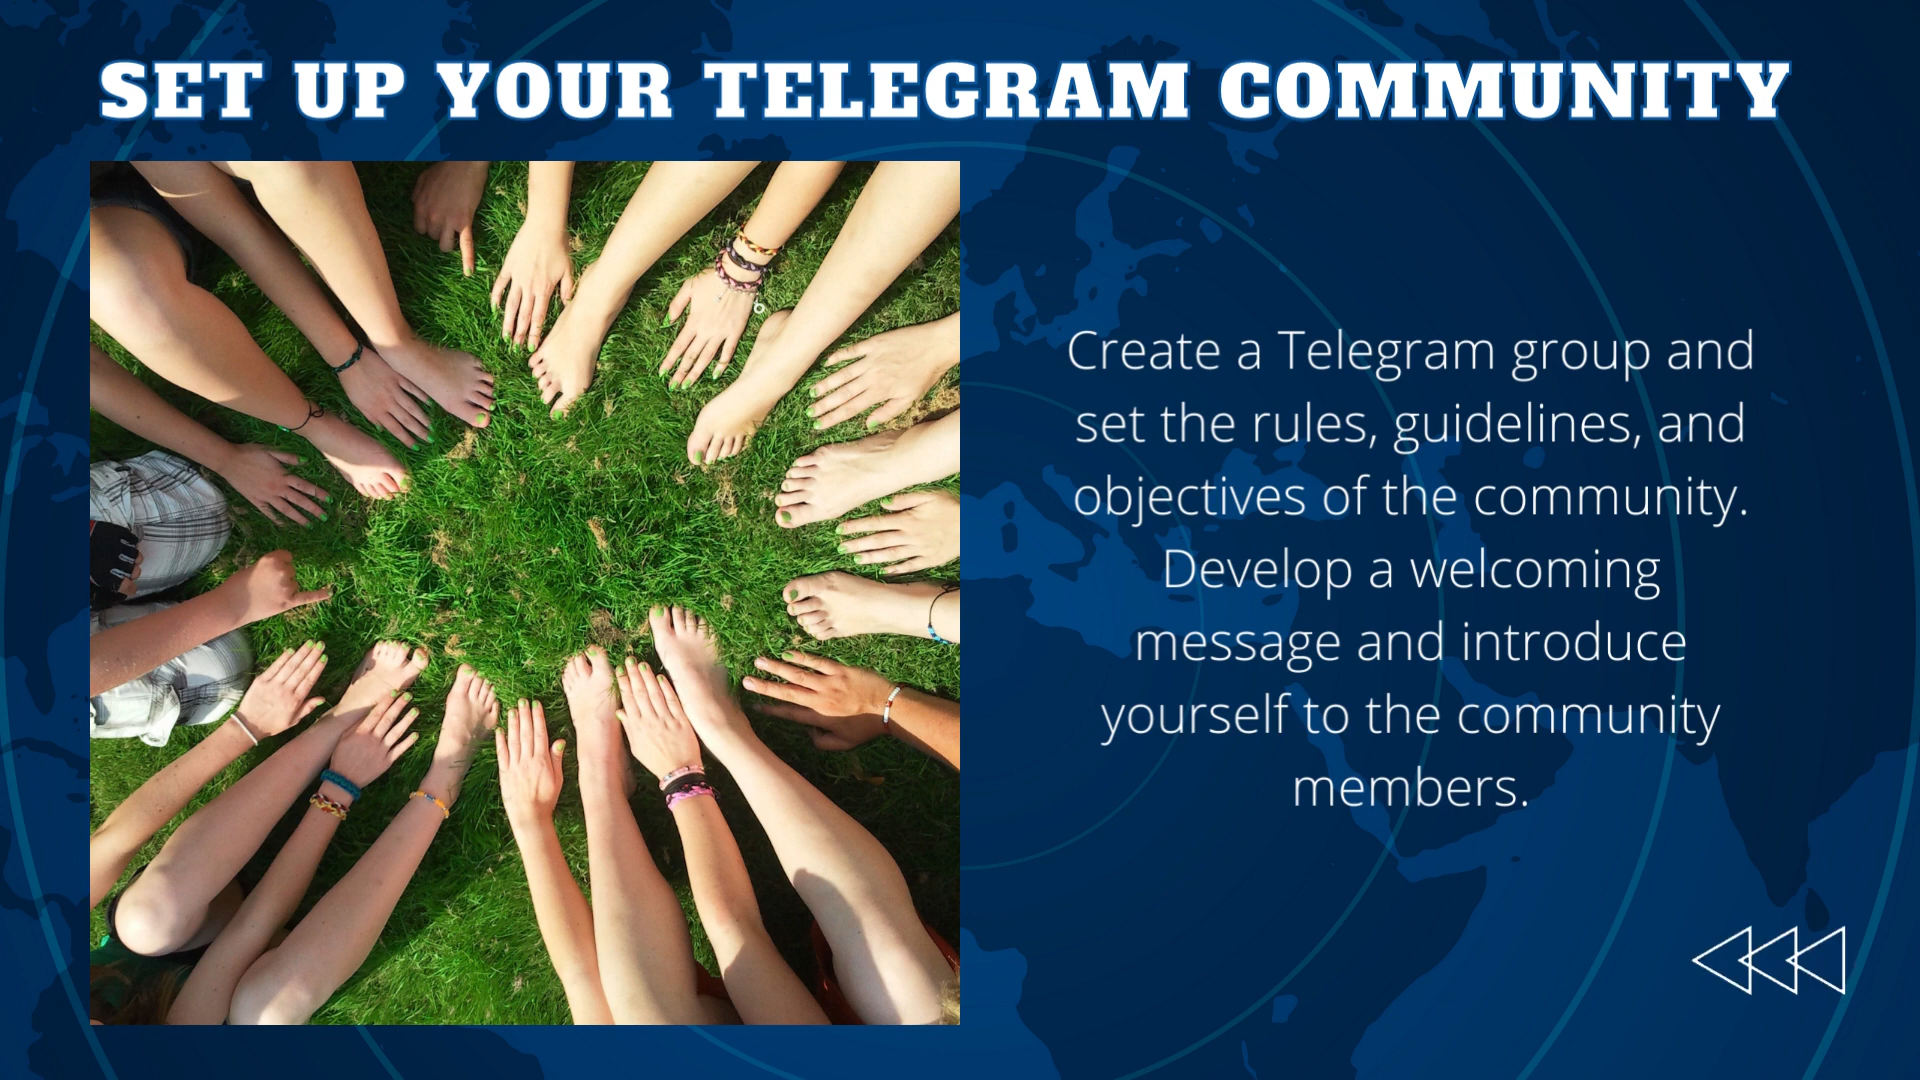 SET UP YOUR TELEGRAM COMMUNITY
Create a Telegram group and
set the rules, guidelines, and
objectives of the community.
Develop a welcoming
message and introduce
yourself to the community
members.